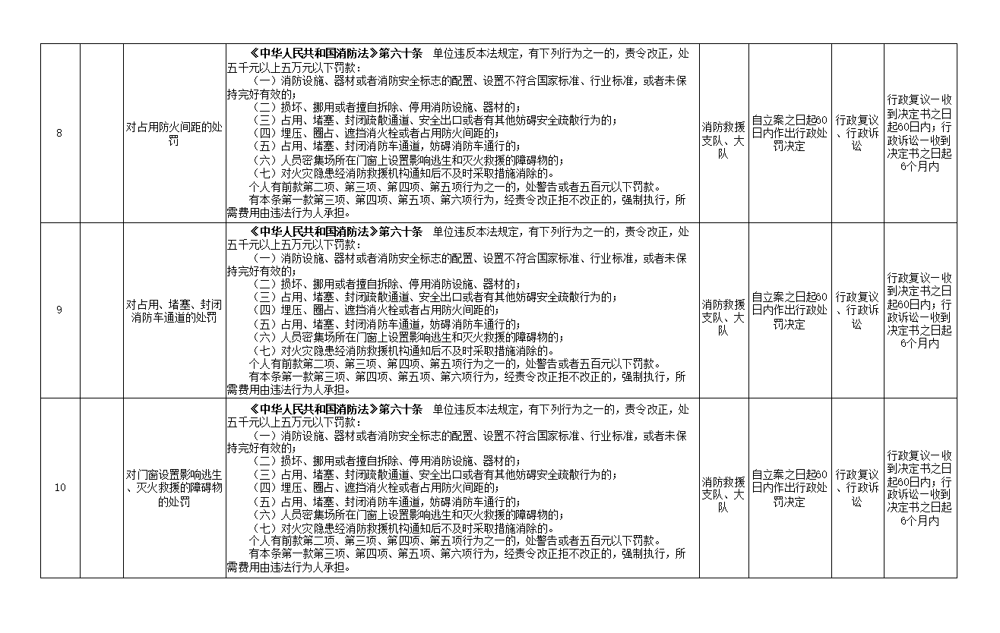 8
对占用防火间距的处
罚
《中华人民共和国消防法》第六十条　单位违反本法规定，有下列行为之一的，责令改正，处
五千元以上五万元以下罚款：
（一）消防设施、器材或者消防安全标志的配置、设置不符合国家标准、行业标准，或者未保
持完好有效的；
（二）损坏、挪用或者擅自拆除、停用消防设施、器材的；
（三）占用、堵塞、封闭疏散通道、安全出口或者有其他妨碍安全疏散行为的；
（四）埋压、圈占、遮挡消火栓或者占用防火间距的；
（五）占用、堵塞、封闭消防车通道，妨碍消防车通行的；
（六）人员密集场所在门窗上设置影响逃生和灭火救援的障碍物的；
（七）对火灾隐患经消防救援机构通知后不及时采取措施消除的。
个人有前款第二项、第三项、第四项、第五项行为之一的，处警告或者五百元以下罚款。
有本条第一款第三项、第四项、第五项、第六项行为，经责令改正拒不改正的，强制执行，所
需费用由违法行为人承担。
消防救援
支队、大
队
自立案之日起60
日内作出行政处
罚决定
行政复议
、行政诉
讼
行政复议—收
到决定书之日
起60日内；行
政诉讼—收到
决定书之日起
6个月内
9
对占用、堵塞、封闭
消防车通道的处罚
《中华人民共和国消防法》第六十条　单位违反本法规定，有下列行为之一的，责令改正，处
五千元以上五万元以下罚款：
（一）消防设施、器材或者消防安全标志的配置、设置不符合国家标准、行业标准，或者未保
持完好有效的；
（二）损坏、挪用或者擅自拆除、停用消防设施、器材的；
（三）占用、堵塞、封闭疏散通道、安全出口或者有其他妨碍安全疏散行为的；
（四）埋压、圈占、遮挡消火栓或者占用防火间距的；
（五）占用、堵塞、封闭消防车通道，妨碍消防车通行的；
（六）人员密集场所在门窗上设置影响逃生和灭火救援的障碍物的；
（七）对火灾隐患经消防救援机构通知后不及时采取措施消除的。
个人有前款第二项、第三项、第四项、第五项行为之一的，处警告或者五百元以下罚款。
有本条第一款第三项、第四项、第五项、第六项行为，经责令改正拒不改正的，强制执行，所
需费用由违法行为人承担。
消防救援
支队、大
队
自立案之日起60
日内作出行政处
罚决定
行政复议
、行政诉
讼
行政复议—收
到决定书之日
起60日内；行
政诉讼—收到
决定书之日起
6个月内
10
对门窗设置影响逃生
、灭火救援的障碍物
的处罚
《中华人民共和国消防法》第六十条　单位违反本法规定，有下列行为之一的，责令改正，处
五千元以上五万元以下罚款：
（一）消防设施、器材或者消防安全标志的配置、设置不符合国家标准、行业标准，或者未保
持完好有效的；
（二）损坏、挪用或者擅自拆除、停用消防设施、器材的；
（三）占用、堵塞、封闭疏散通道、安全出口或者有其他妨碍安全疏散行为的；
（四）埋压、圈占、遮挡消火栓或者占用防火间距的；
（五）占用、堵塞、封闭消防车通道，妨碍消防车通行的；
（六）人员密集场所在门窗上设置影响逃生和灭火救援的障碍物的；
（七）对火灾隐患经消防救援机构通知后不及时采取措施消除的。
个人有前款第二项、第三项、第四项、第五项行为之一的，处警告或者五百元以下罚款。
有本条第一款第三项、第四项、第五项、第六项行为，经责令改正拒不改正的，强制执行，所
需费用由违法行为人承担。
消防救援
支队、大
队
自立案之日起60
日内作出行政处
罚决定
行政复议
、行政诉
讼
行政复议—收
到决定书之日
起60日内；行
政诉讼—收到
决定书之日起
6个月内